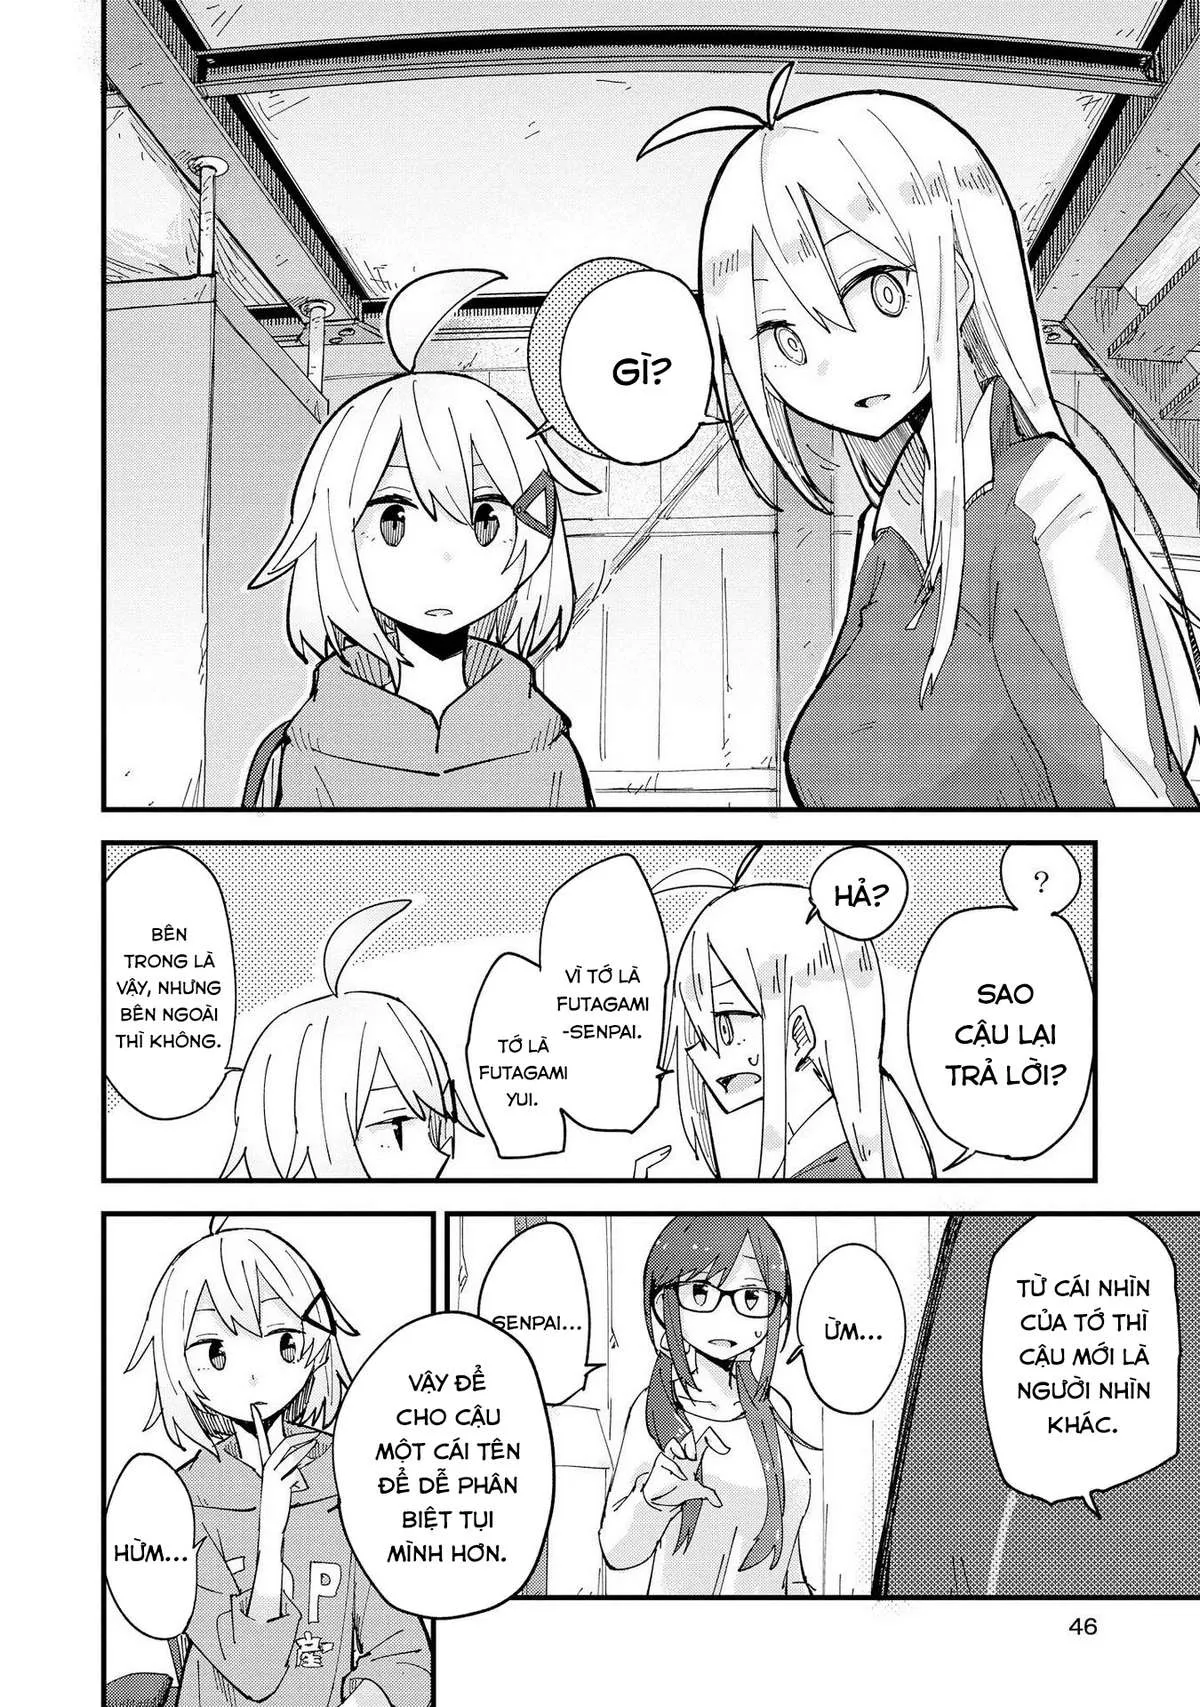 GÌ?
?
SAO
CẬU LẠI
TRẢ LỜI?
HẢ?
VÌ TỚ LÀ
FUTAGAMI
-SENPAI.
TỚ LÀ
FUTAGAMI
YUI.
BÊN
TRONG LÀ
VẬY, NHƯNG
BÊN NGOÀI
THÌ KHÔNG.
TỪ CÁI NHÌN
CỦA TỚ THÌ
CẬU MỚI LÀ
NGƯỜI NHÌN
KHÁC.
ỪM...
SENPAI...
VẬY ĐỂ
CHO CẬU
MỘT CÁI TÊN
ĐỂ DỄ PHÂN
BIỆT TỤI
MÌNH HƠN.
HỪM...
P
産
46